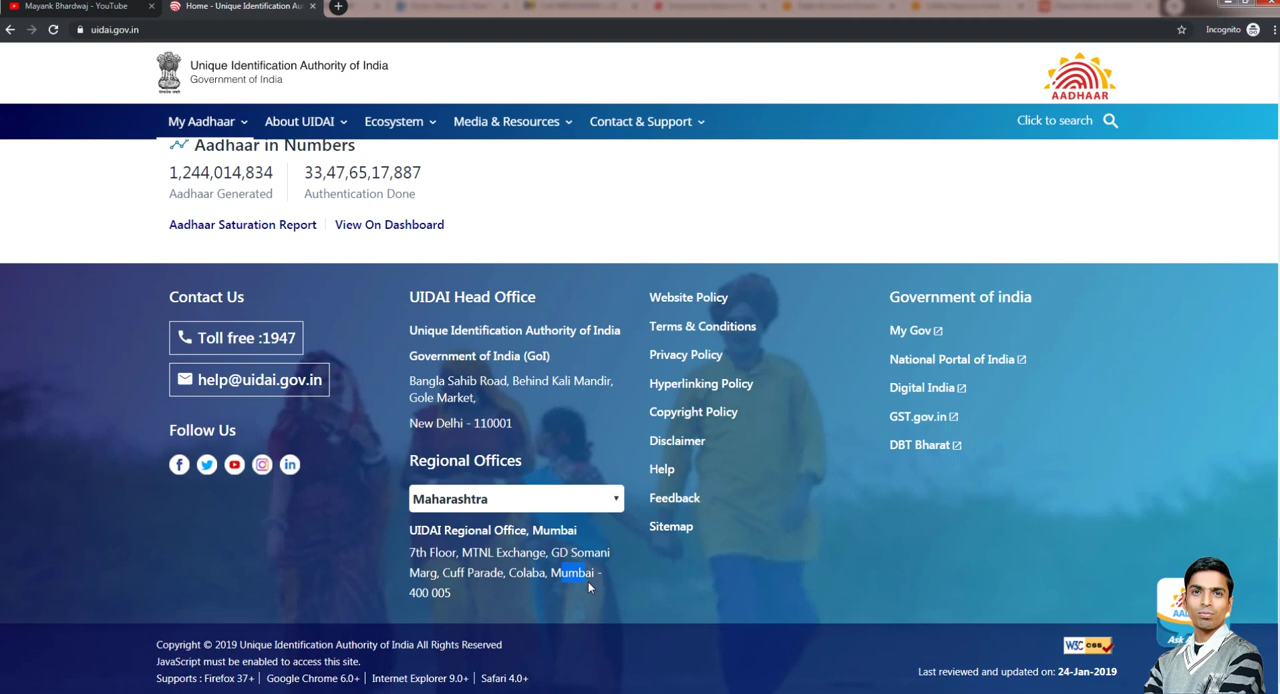 Mayank Bhardwaj - YouTube
Home - Unique Identification Au
uidai.gov.in
Incognito
Unique Identification Authority of India
Government of India
AADHAAR
My Aadhaar
About UIDAI
Ecosystem
Media & Resources
Contact & Support
Click to search
Aadhaar in Numbers
1,244,014,834
33,47,65,17,887
Aadhaar Generated
Authentication Done
Aadhaar Saturation Report
View On Dashboard
Contact Us
Toll free :1947
help@uidai.gov.in
Follow Us
UIDAI Head Office
Unique Identification Authority of India
Government of India (GoI)
Bangla Sahib Road, Behind Kali Mandir,
Gole Market,
New Delhi - 110001
Regional Offices
Maharashtra
UIDAI Regional Office, Mumbai
7th Floor, MTNL Exchange, GD Somani
Marg, Cuff Parade, Colaba, Mumbai -
400 005
Website Policy
Terms & Conditions
Privacy Policy
Hyperlinking Policy
Copyright Policy
Disclaimer
Help
Feedback
Sitemap
Government of india
My Gov
National Portal of India
Digital India
GST.gov.in
DBT Bharat
Copyright © 2019 Unique Identification Authority of India All Rights Reserved
JavaScript must be enabled to access this site.
Supports : Firefox 37+ | Google Chrome 6.0+ | Internet Explorer 9.0+ | Safari 4.0+
W3C css
Last reviewed and updated on: 24-Jan-2019
Ask